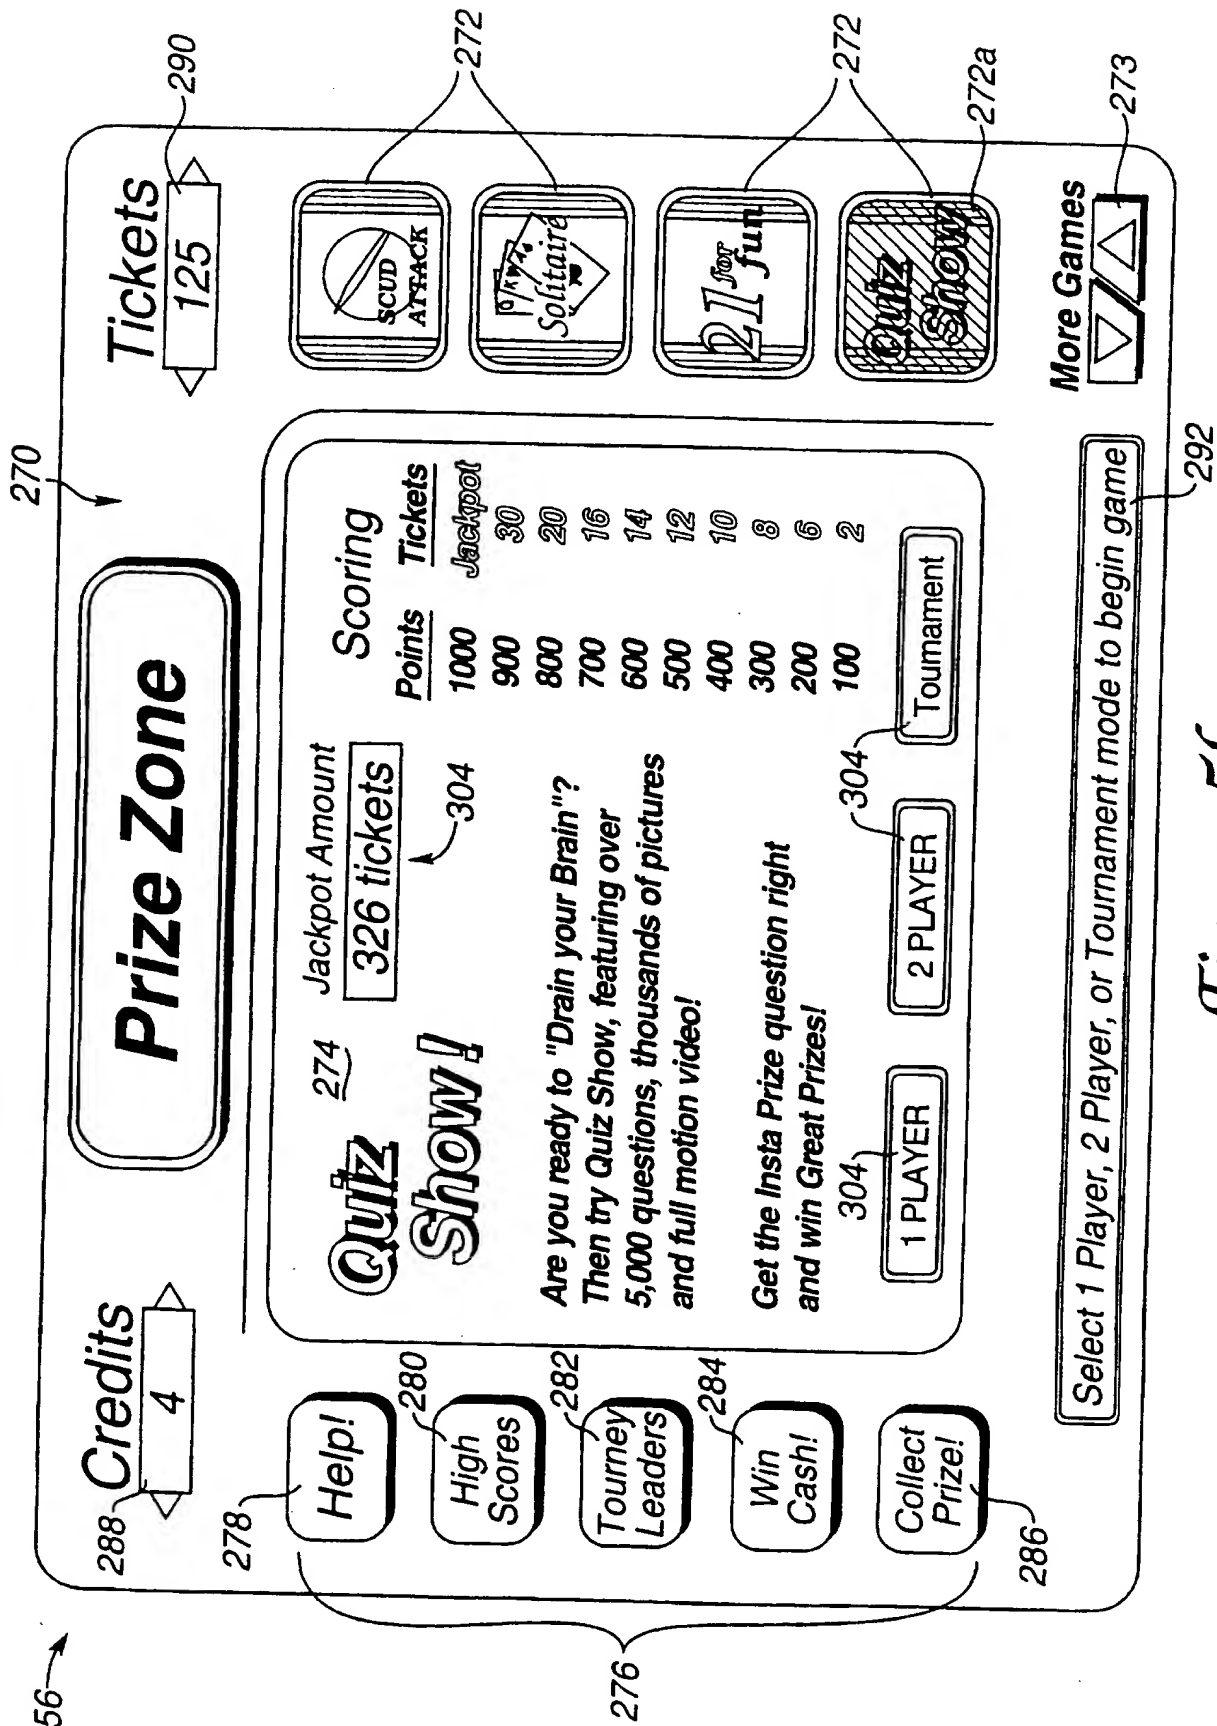 56
270
Prize Zone
Credits
4
288
Tickets
125
290
278
Help!
280
High
Scores
282
Tourney
Leaders
284
Win
Cash!
Collect
Prize!
286
276
Quiz
Show!
274
Jackpot Amount
326 tickets
304
Are you ready to "Drain your Brain"?
Then try Quiz Show, featuring over
5,000 questions, thousands of pictures
and full motion video!
Get the Insta Prize question right
and win Great Prizes!
Scoring
Points Tickets
1000 Jackpot
900 30
800 20
700 16
600 14
500 12
400 10
300 8
200 6
100 2
304
1 PLAYER
304
2 PLAYER
304
Tournament
SCUD
ATTACK
272
Solitaire
21 for
fun
272
Quiz
Show
272a
More Games
273
Select 1 Player, 2 Player, or Tournament mode to begin game
292